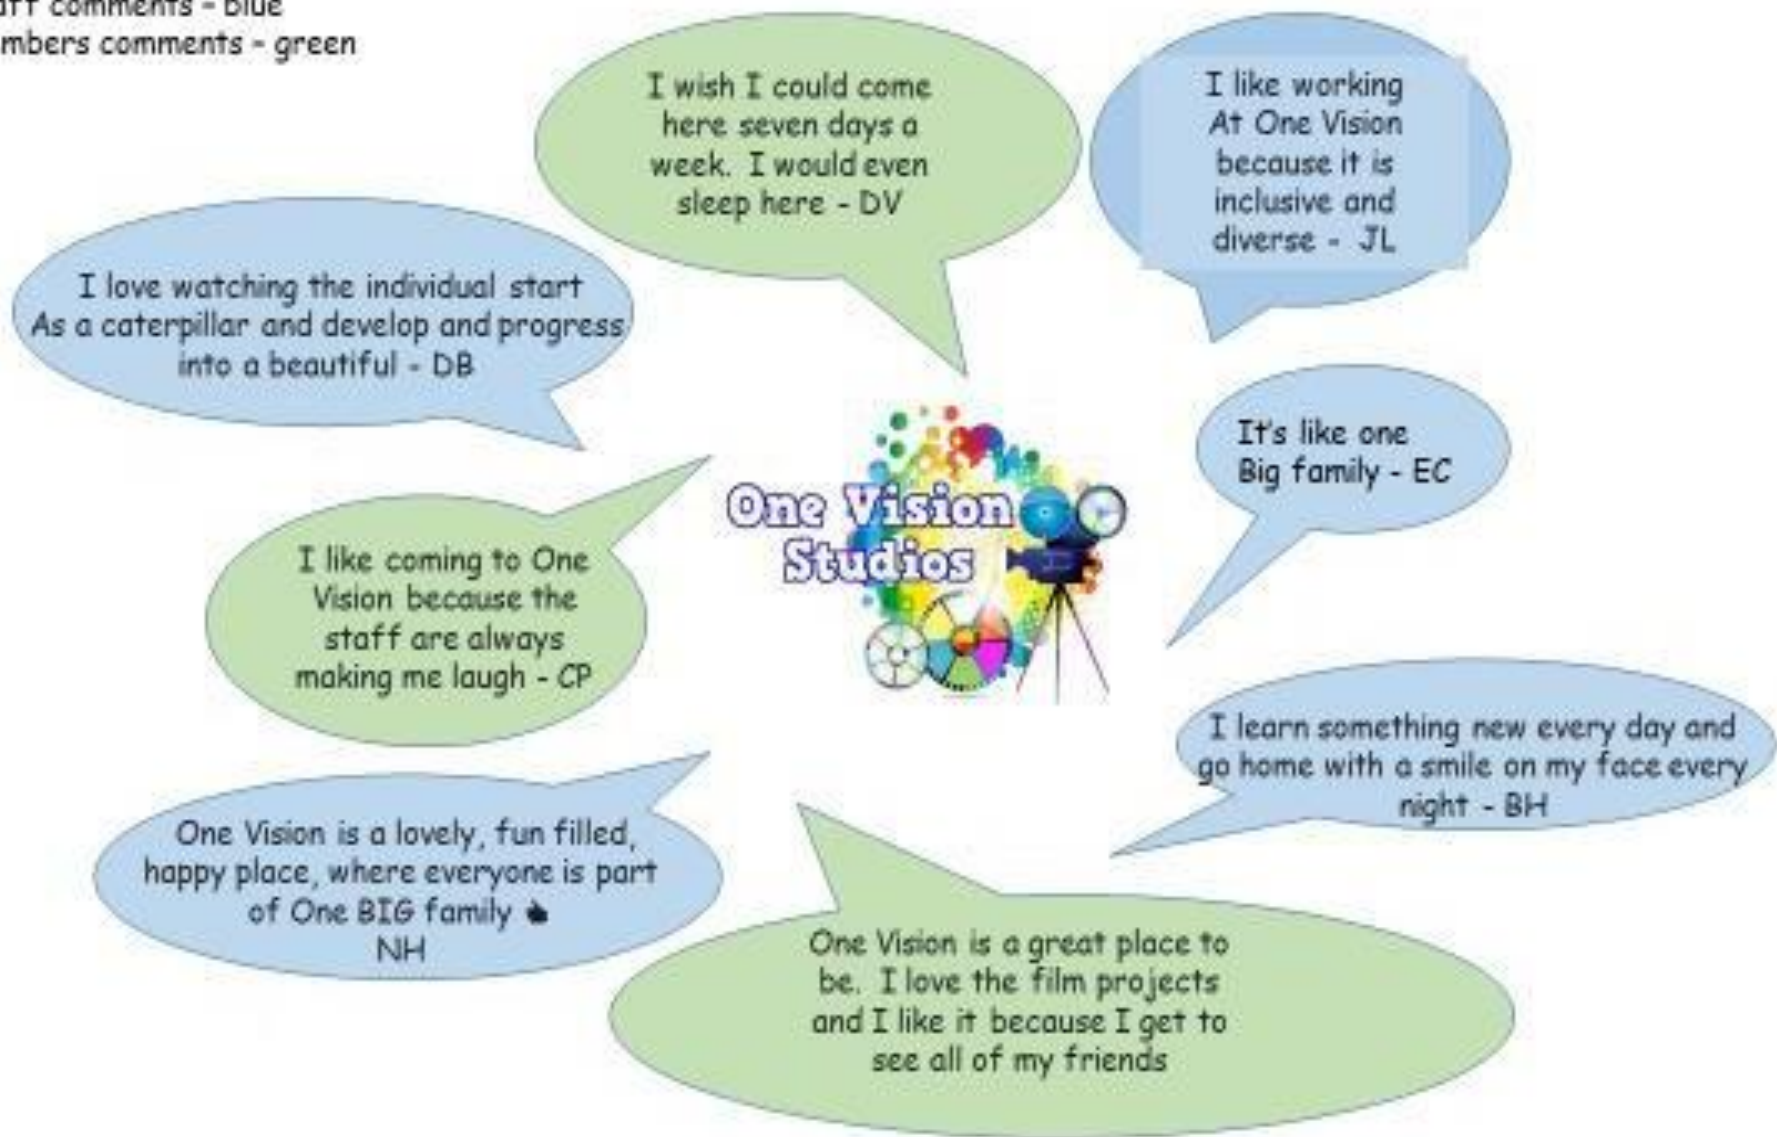 aff comments - blue
mbers comments - green
I wish I could come
here seven days a
week. I would even
sleep here - DV
I like working
At One Vision
because it is
inclusive and
diverse - JL
I love watching the individual start
As a caterpillar and develop and progress
into a beautiful - DB
It's like one
Big family - EC
One Vision
Studios
I like coming to One
Vision because the
staff are always
making me laugh - CP
I learn something new every day and
go home with a smile on my face every
night - BH
One Vision is a lovely, fun filled,
happy place, where everyone is part
of One BIG family
NH
One Vision is a great place to
be. I love the film projects
and I like it because I get to
see all of my friends